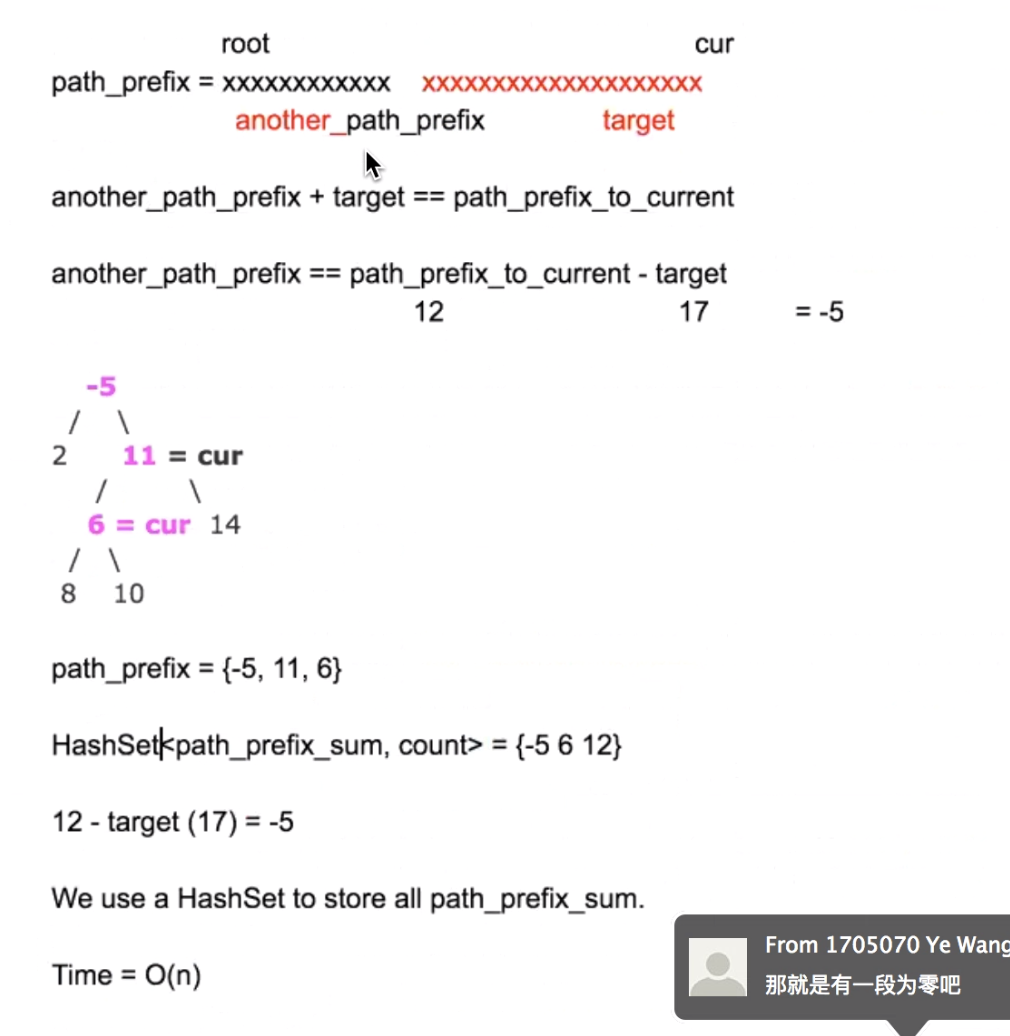 root cur
path_prefix = xxxxxxxxxxxx xxxxxxxxxxxxxxxxxxxx
another_path_prefix target
another_path_prefix + target == path_prefix_to_current
another_path_prefix == path_prefix_to_current - target
12 17 = -5
-5
/ \
2 11 = cur
/ \
6 = cur 14
/ \
8 10
path_prefix = {-5, 11, 6}
HashSet<path_prefix_sum, count> = {-5 6 12}
12 - target (17) = -5
We use a HashSet to store all path_prefix_sum.
Time = O(n)
From 1705070 Ye Wang
那就是有一段为零吧